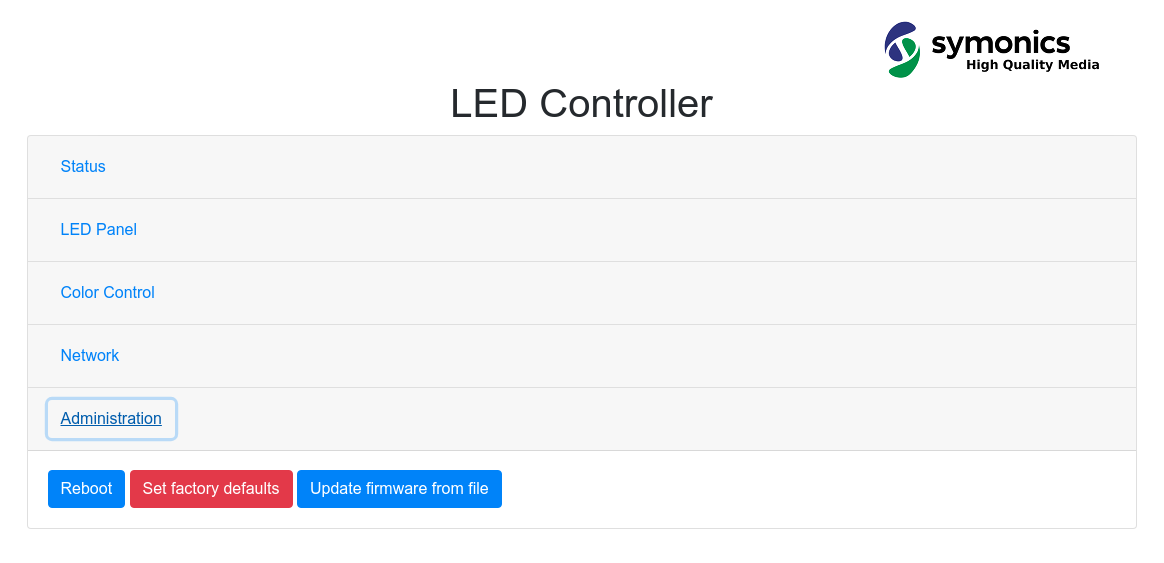 symonics
High Quality Media
LED Controller
Status
LED Panel
Color Control
Network
Administration
Reboot Set factory defaults Update firmware from file